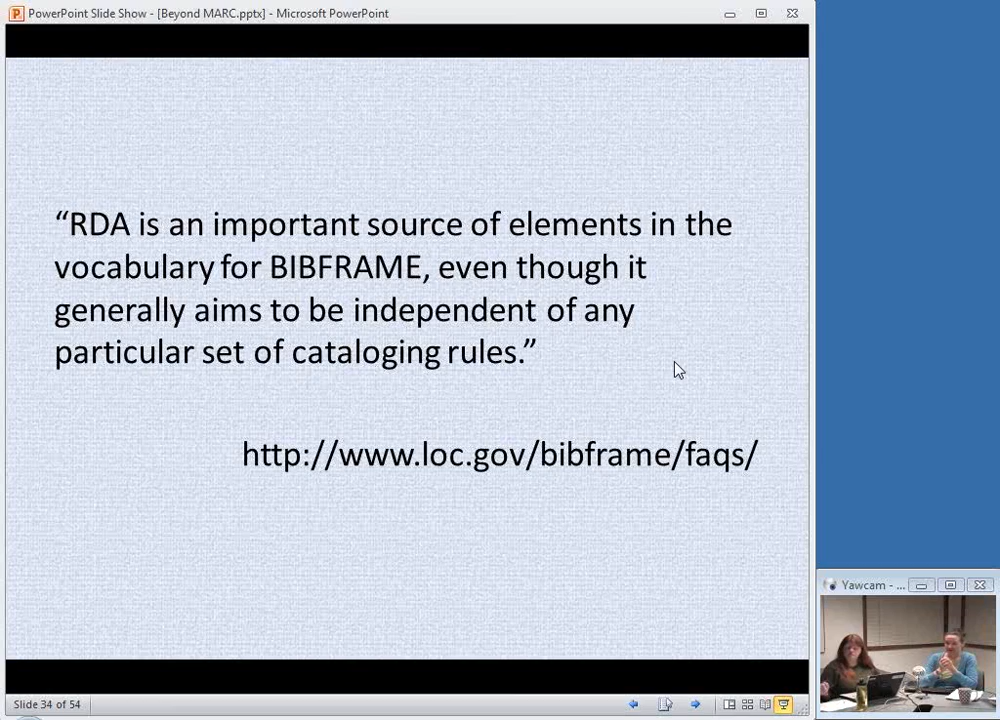 PowerPoint Slide Show - [Beyond MARC.pptx] - Microsoft PowerPoint
“RDA is an important source of elements in the
vocabulary for BIBFRAME, even though it
generally aims to be independent of any
particular set of cataloging rules.”
http://www.loc.gov/bibframe/faqs/
Yawcam - ...
Slide 34 of 54